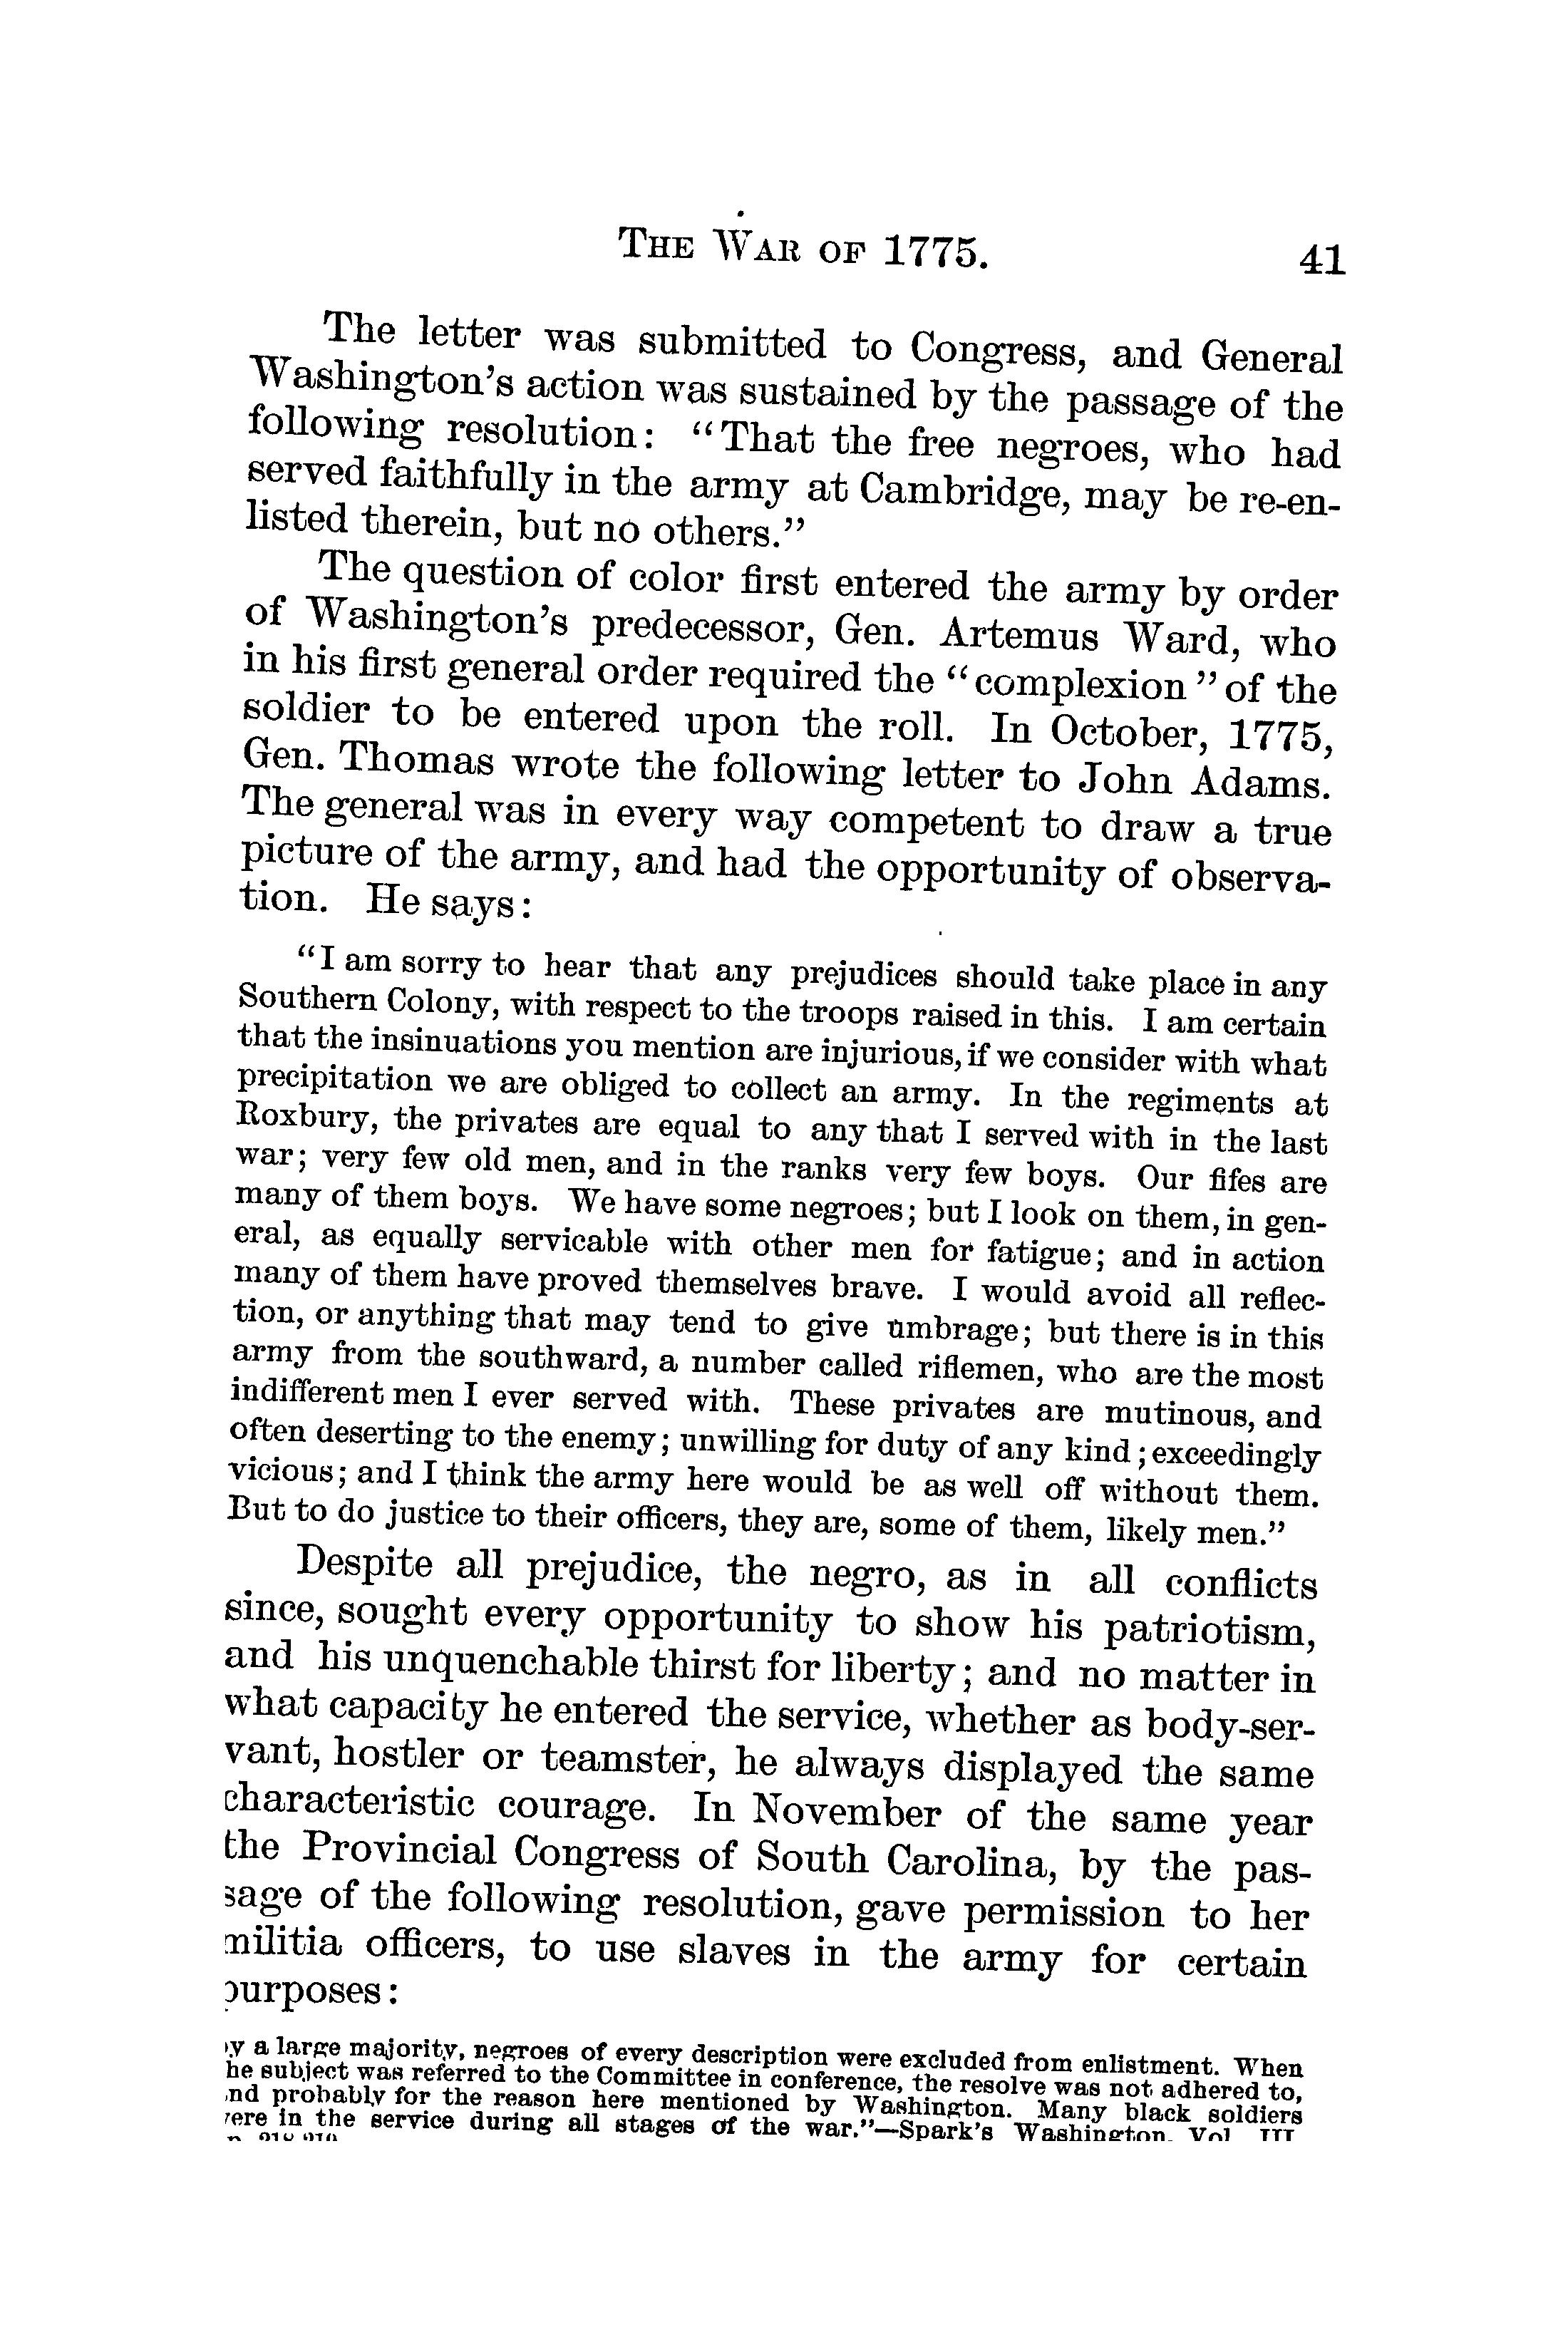 THE WAR OF 1775. 41
The letter was submitted to Congress, and General
Washington's action was sustained by the passage of the
following resolution: "That the free negroes, who had
served faithfully in the army at Cambridge, may be re-en-
listed therein, but no others."
The question of color first entered the army by order
of Washington's predecessor, Gen. Artemus Ward, who
in his first general order required the "complexion" of the
soldier to be entered upon the roll. In October, 1775,
Gen. Thomas wrote the following letter to John Adams.
The general was in every way competent to draw a true
picture of the army, and had the opportunity of observa-
tion. He says:
"I am sorry to hear that any prejudices should take place in any
Southern Colony, with respect to the troops raised in this. I am certain
that the insinuations you mention are injurious, if we consider with what
precipitation we are obliged to collect an army. In the regiments at
Roxbury, the privates are equal to any that I served with in the last
war; very few old men, and in the ranks very few boys. Our fifes are
many of them boys. We have some negroes; but I look on them, in gen-
eral, as equally servicable with other men for fatigue; and in action
many of them have proved themselves brave. I would avoid all reflec-
tion, or anything that may tend to give umbrage; but there is in this
army from the southward, a number called riflemen, who are the most
indifferent men I ever served with. These privates are mutinous, and
often deserting to the enemy; unwilling for duty of any kind; exceedingly
vicious; and I think the army here would be as well off without them.
But to do justice to their officers, they are, some of them, likely men."
Despite all prejudice, the negro, as in all conflicts
since, sought every opportunity to show his patriotism,
and his unquenchable thirst for liberty; and no matter in
what capacity he entered the service, whether as body-ser-
vant, hostler or teamster, he always displayed the same
characteristic courage. In November of the same year
the Provincial Congress of South Carolina, by the pas-
sage of the following resolution, gave permission to her
militia officers, to use slaves in the army for certain
purposes:
y a large majority, negroes of every description were excluded from enlistment. When
he subject was referred to the Committee in conference, the resolve was not adhered to,
nd probably for the reason here mentioned by Washington. Many black soldiers
ere in the service during all stages of the war."—Spark's Washington, Vol III